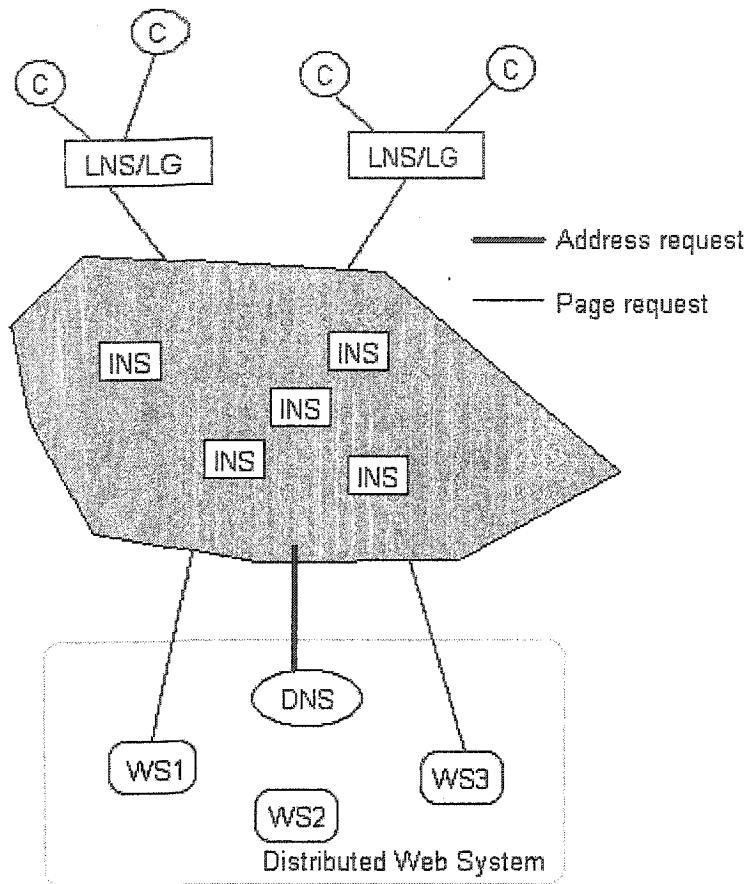 C
C
C
C
LNS/LG
LNS/LG
Address request
Page request
INS
INS
INS
INS
INS
DNS
WS1
WS3
WS2
Distributed Web System